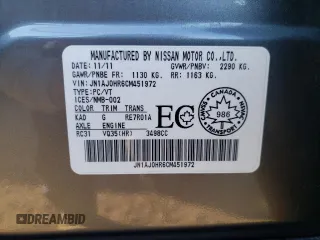 MANUFACTURED BY NISSAN MOTOR CO.,LTD.
DATE: 11/11 GVWR/PNBV: 2290 KG.
GAWR/PNBE FR: 1130 KG. RR: 1163 KG.
VIN: JN1AJ0HR6CM451972
TYPE:PC/VT
ICES/NMB-002
COLOR TRIM TRANS
KAD G RE7R01A
AXLE ENGINE
RC31 VQ35(HR) 3498CC
EC
CANADA
986
JN1AJ0HR6CM451972
DREAMBID